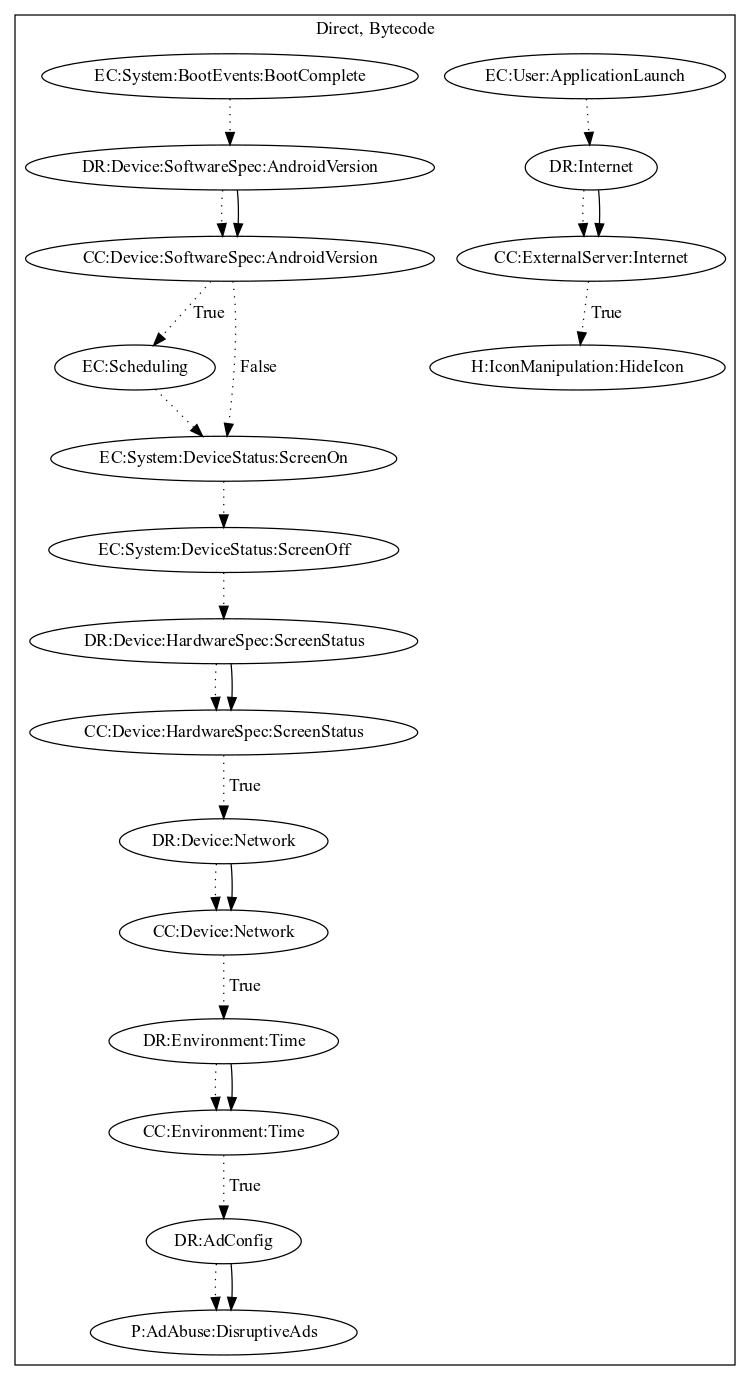 Direct, Bytecode
EC:System:BootEvents:BootComplete
EC:User:ApplicationLaunch
DR:Device:SoftwareSpec:AndroidVersion
DR:Internet
CC:Device:SoftwareSpec:AndroidVersion
CC:ExternalServer:Internet
True
True
EC:Scheduling
False
H:IconManipulation:HideIcon
EC:System:DeviceStatus:ScreenOn
EC:System:DeviceStatus:ScreenOff
DR:Device:HardwareSpec:ScreenStatus
CC:Device:HardwareSpec:ScreenStatus
True
DR:Device:Network
CC:Device:Network
True
DR:Environment:Time
CC:Environment:Time
True
DR:AdConfig
P:AdAbuse:DisruptiveAds